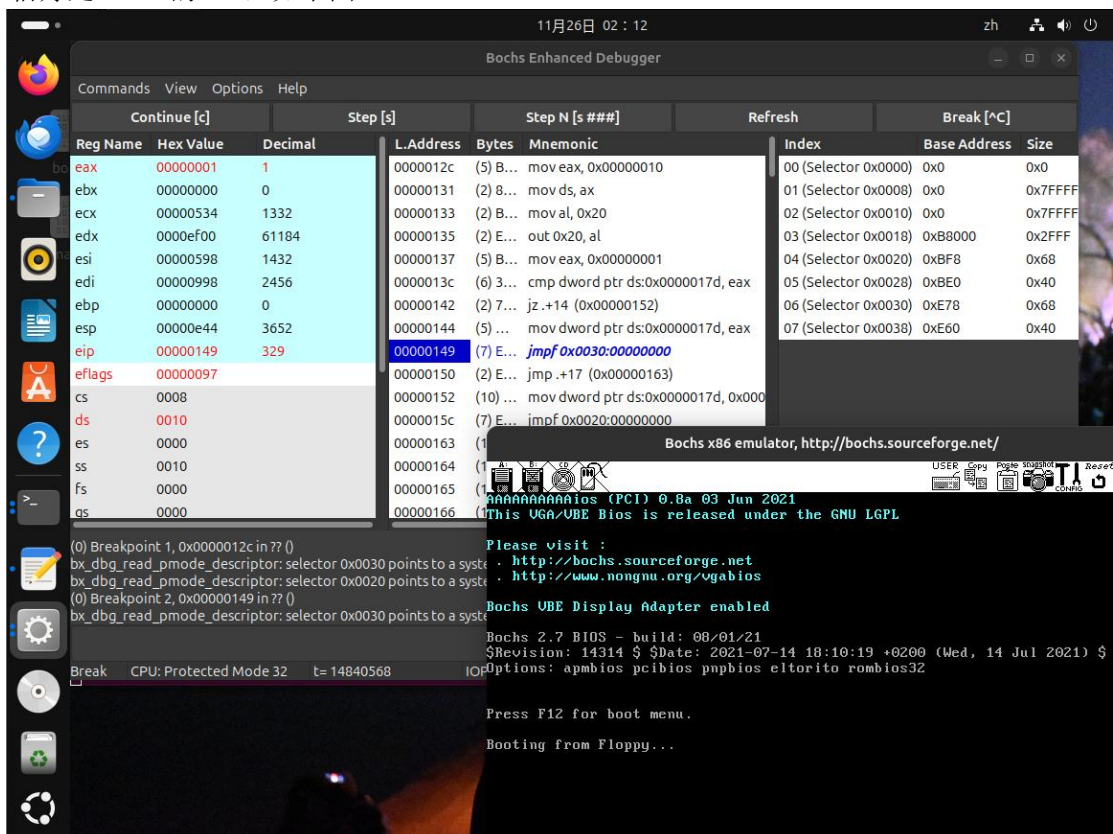 11月26日 02：12
zh
Bochs Enhanced Debugger
Commands View Options Help
Continue [c] Step [s] Step N [s ###] Refresh Break [^C]
Reg Name Hex Value Decimal
eax 00000001 1
ebx 00000000 0
ecx 00000534 1332
edx 0000ef00 61184
esi 00000598 1432
edi 00000998 2456
ebp 00000000 0
esp 00000e44 3652
eip 00000149 329
eflags 00000097
cs 0008
ds 0010
es 0000
ss 0010
fs 0000
gs 0000
L.Address Bytes Mnemonic
0000012c (5) B... mov eax, 0x00000010
00000131 (2) 8... mov ds, ax
00000133 (2) B... mov al, 0x20
00000135 (2) E... out 0x20, al
00000137 (5) B... mov eax, 0x00000001
0000013c (6) 3... cmp dword ptr ds:0x0000017d, eax
00000142 (2) 7... jz .+14 (0x00000152)
00000144 (5) ... mov dword ptr ds:0x0000017d, eax
00000149 (7) E... jmpf 0x0030:00000000
00000150 (2) E... jmp .+17 (0x00000163)
00000152 (10) ... mov dword ptr ds:0x0000017d, 0x000
0000015c (7) E... jmpf 0x0020:00000000
00000163 (1
00000164 (1
00000165 (1
00000166 (1
Index Base Address Size
00 (Selector 0x0000) 0x0 0x0
01 (Selector 0x0008) 0x0 0x7FFFF
02 (Selector 0x0010) 0x0 0x7FFFF
03 (Selector 0x0018) 0xB8000 0x2FFF
04 (Selector 0x0020) 0xBF8 0x68
05 (Selector 0x0028) 0xBE0 0x40
06 (Selector 0x0030) 0xE78 0x68
07 (Selector 0x0038) 0xE60 0x40
(0) Breakpoint 1, 0x0000012c in ?? ()
bx_dbg_read_pmode_descriptor: selector 0x0030 points to a syste
bx_dbg_read_pmode_descriptor: selector 0x0020 points to a syste
(0) Breakpoint 2, 0x00000149 in ?? ()
bx_dbg_read_pmode_descriptor: selector 0x0030 points to a syste
Break CPU: Protected Mode 32 t= 14840568 IOP
Bochs x86 emulator, http://bochs.sourceforge.net/
A: B: CD USER Copy Paste snapshot CONFIG Reset
AAAAAAAAAAios (PCI) 0.8a 03 Jun 2021
This VGA/VBE Bios is released under the GNU LGPL
Please visit :
. http://bochs.sourceforge.net
. http://www.nongnu.org/vgabios
Bochs VBE Display Adapter enabled
Bochs 2.7 BIOS - build: 08/01/21
$Revision: 14314 $ $Date: 2021-07-14 18:10:19 +0200 (Wed, 14 Jul 2021) $
Options: apmbios pcibios pnpbios eltorito rombios32
Press F12 for boot menu.
Booting from Floppy...